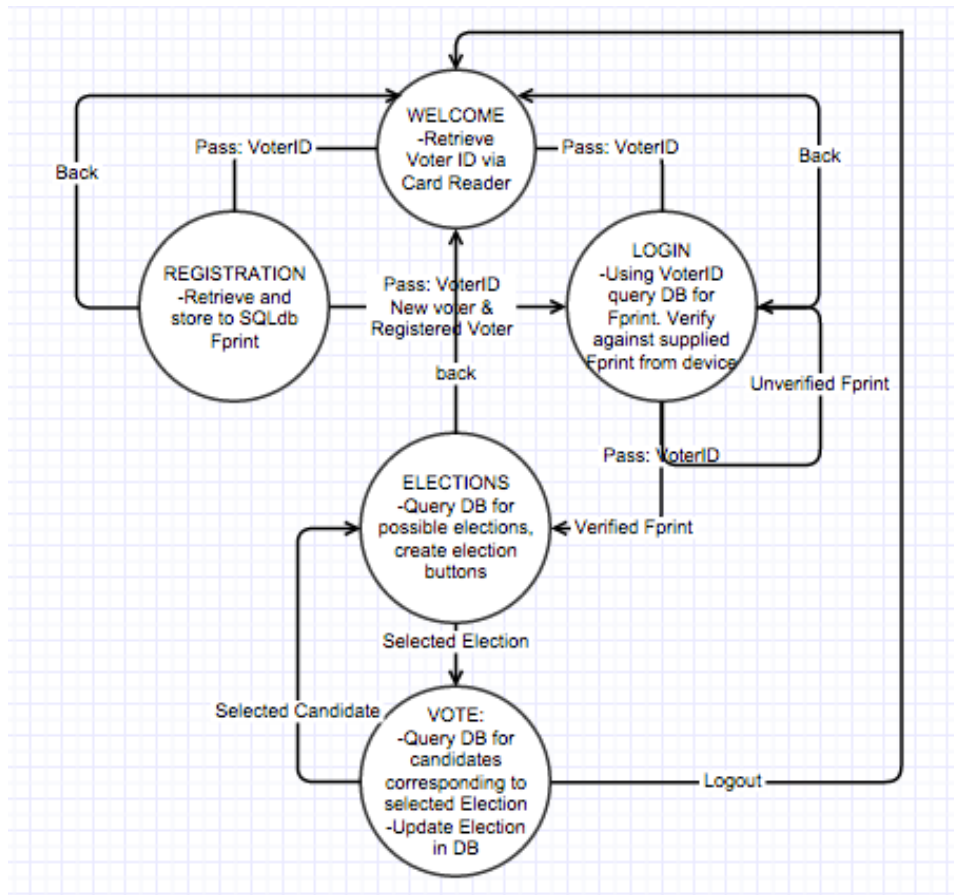 WELCOME
-Retrieve
Voter ID via
Card Reader
Pass: VoterID
Pass: VoterID
Back
Back
REGISTRATION
-Retrieve and
store to SQLdb
Fprint
Pass: VoterID
New voter &
Registered Voter
LOGIN
-Using VoterID
query DB for
Fprint. Verify
against supplied
Fprint from device
back
Unverified Fprint
Pass: VoterID
ELECTIONS
-Query DB for
possible elections,
create election
buttons
Verified Fprint
Selected Election
Selected Candidate
VOTE:
-Query DB for
candidates
corresponding to
selected Election
-Update Election
in DB
Logout